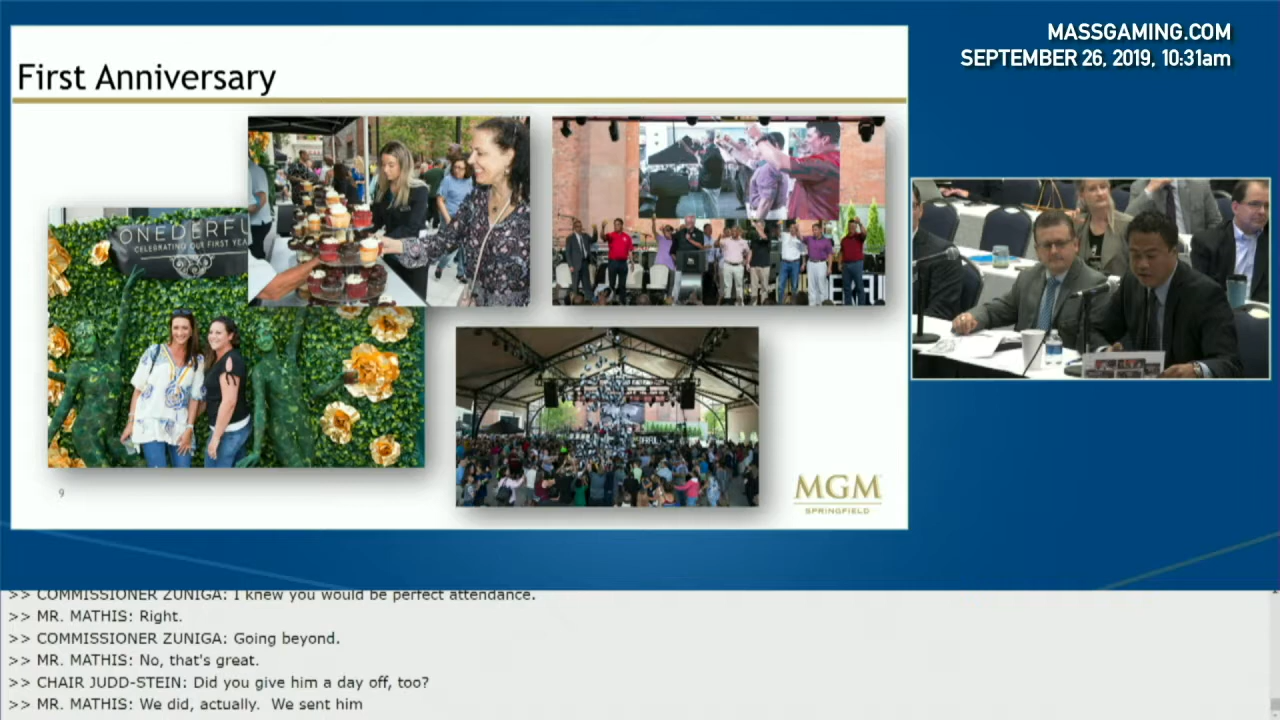 MASSGAMING.COM
SEPTEMBER 26, 2019, 10:31am
First Anniversary
ONEDERFU
CELEBRATING OUR FIRST YEA
9
MGM
SPRINGFIELD
>> COMMISSIONER ZUNIGA: I knew you would be perfect attendance.
>> MR. MATHIS: Right.
>> COMMISSIONER ZUNIGA: Going beyond.
>> MR. MATHIS: No, that's great.
>> CHAIR JUDD-STEIN: Did you give him a day off, too?
>> MR. MATHIS: We did, actually.  We sent him